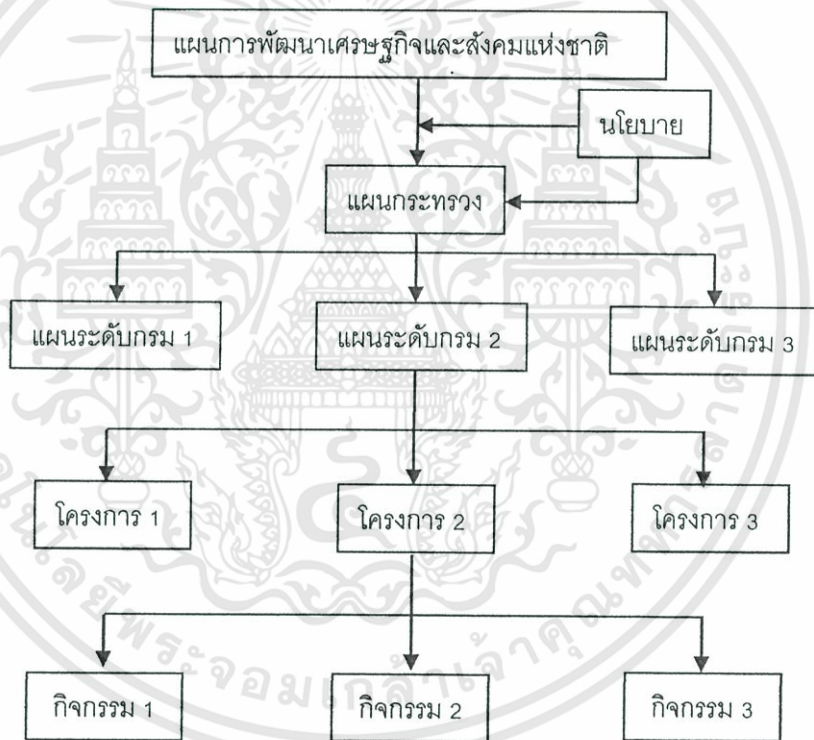 แผนการพัฒนาเศรษฐกิจและสังคมแห่งชาติ
นโยบาย
แผนกระทรวง
แผนระดับกรม 1 แผนระดับกรม 2 แผนระดับกรม 3
โครงการ 1 โครงการ 2 โครงการ 3
กิจกรรม 1 กิจกรรม 2 กิจกรรม 3